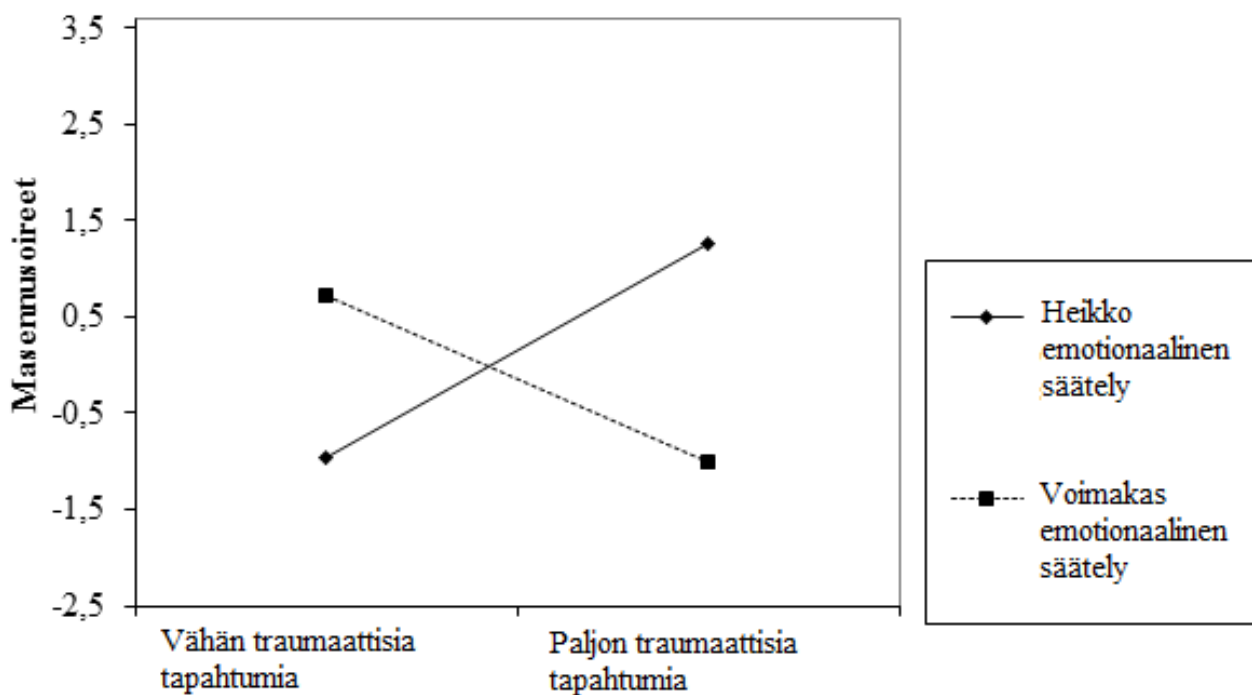 3,5
2,5
1,5
0,5
-0,5
-1,5
-2,5
Masennusoireet
Vähän traumaattisia
tapahtumia
Paljon traumaattisia
tapahtumia
Heikko
emotionaalinen
säätely
Voimakas
emotionaalinen
säätely